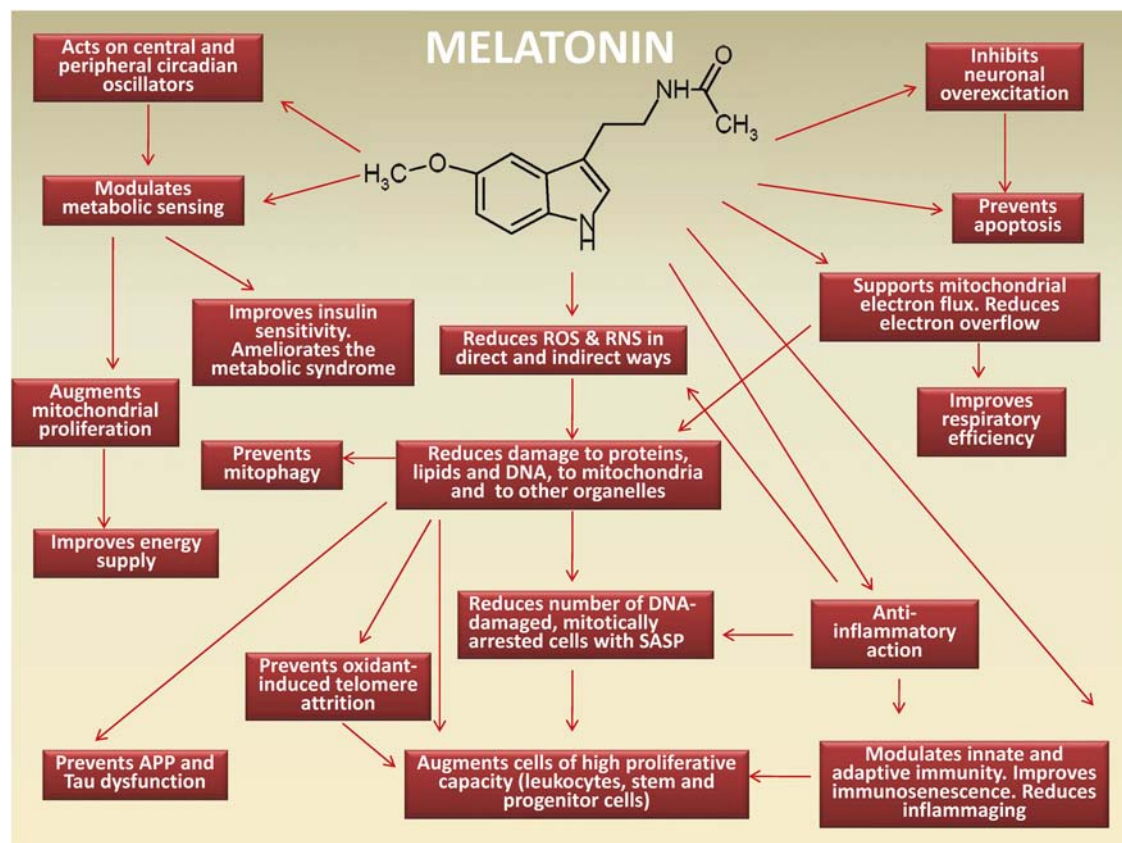 MELATONIN
Acts on central and
peripheral circadian
oscillators
O
NH
CH₃
H₃C
O
N
H
Inhibits
neuronal
overexcitation
Modulates
metabolic sensing
Prevents
apoptosis
Improves insulin
sensitivity.
Ameliorates the
metabolic syndrome
Reduces ROS & RNS in
direct and indirect ways
Supports mitochondrial
electron flux. Reduces
electron overflow
Augments
mitochondrial
proliferation
Improves
respiratory
efficiency
Prevents
mitophagy
Reduces damage to proteins,
lipids and DNA, to mitochondria
and to other organelles
Improves energy
supply
Reduces number of DNA-
damaged, mitotically
arrested cells with SASP
Anti-
inflammatory
action
Prevents oxidant-
induced telomere
attrition
Prevents APP and
Tau dysfunction
Augments cells of high proliferative
capacity (leukocytes, stem and
progenitor cells)
Modulates innate and
adaptive immunity. Improves
immunosenescence. Reduces
inflammaging